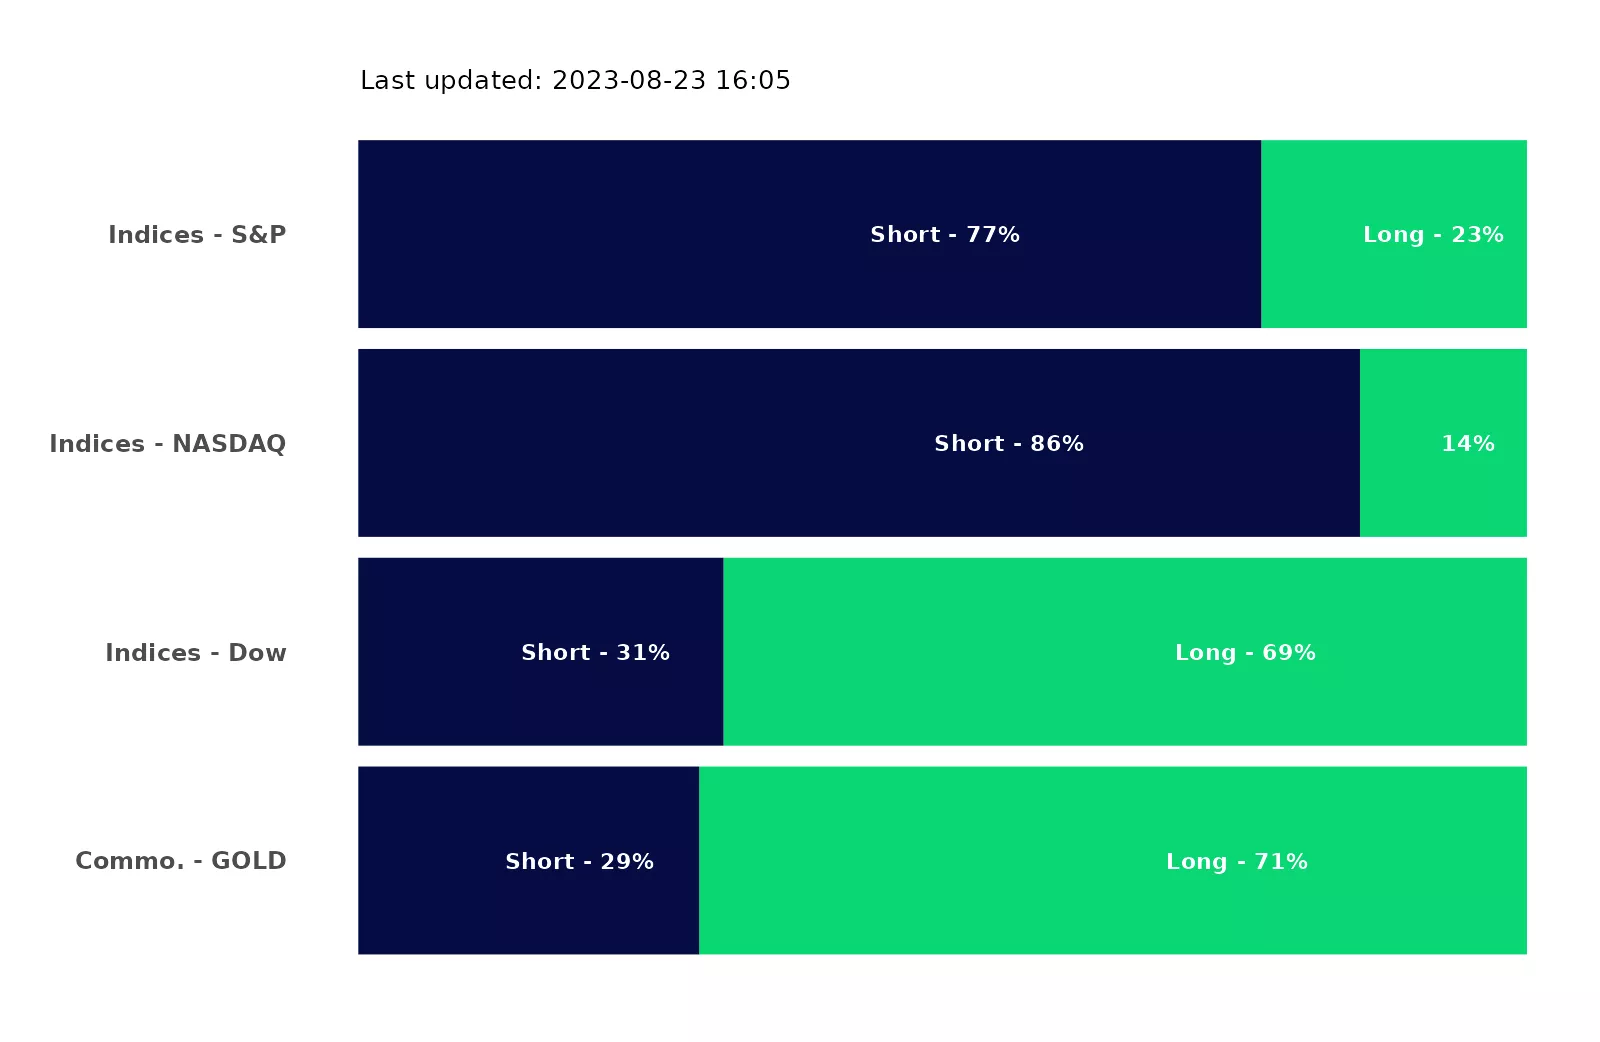 Last updated: 2023-08-23 16:05
Indices - S&P Short - 77% Long - 23%
Indices - NASDAQ Short - 86% 14%
Indices - Dow Short - 31% Long - 69%
Commo. - GOLD Short - 29% Long - 71%